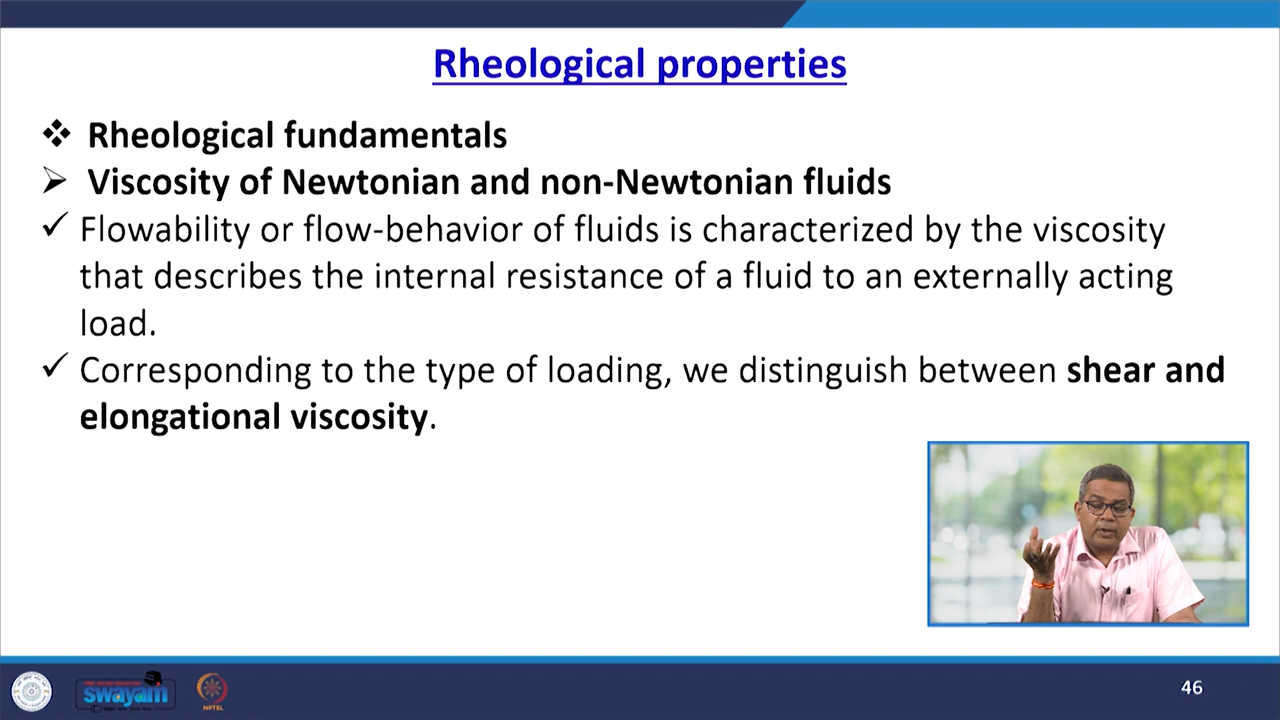 Rheological properties
❖ Rheological fundamentals
➢ Viscosity of Newtonian and non-Newtonian fluids
✓ Flowability or flow-behavior of fluids is characterized by the viscosity
that describes the internal resistance of a fluid to an externally acting
load.
✓ Corresponding to the type of loading, we distinguish between shear and
elongational viscosity.
swayam
NPTEL
46